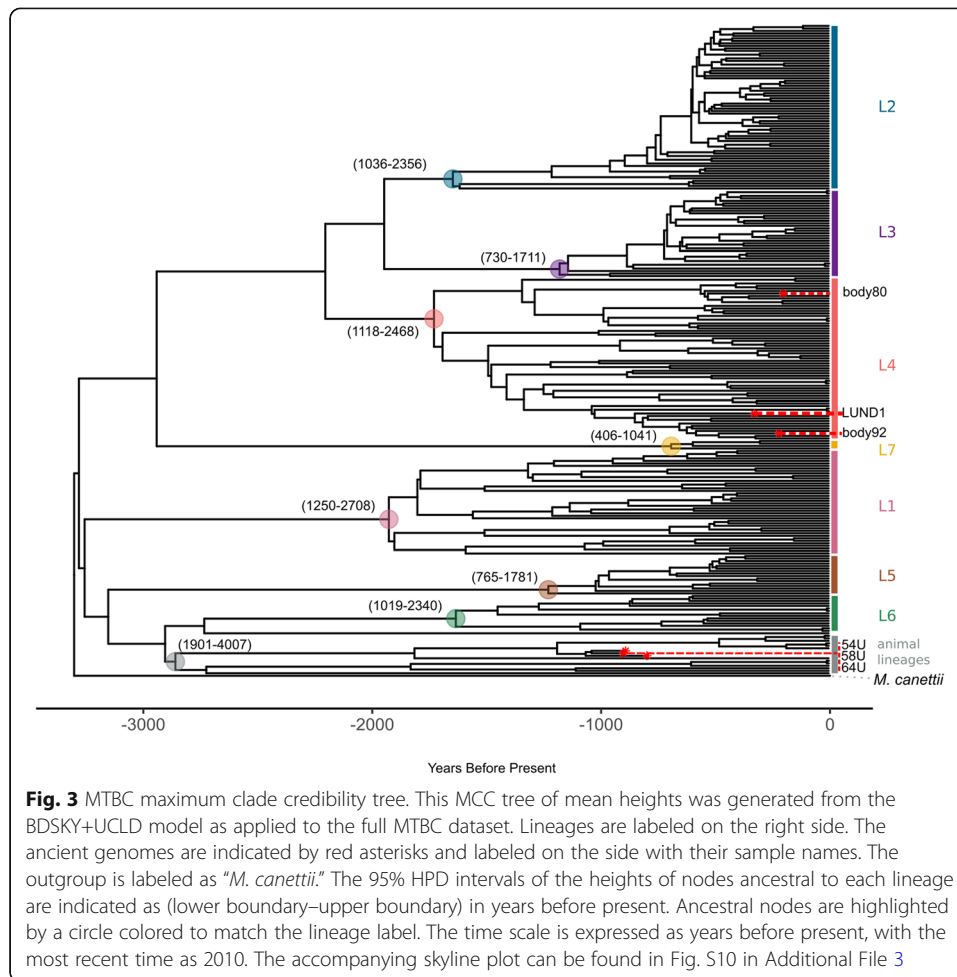 (1036-2356)
L2
(730-1711)
L3
body80
(1118-2468)
L4
LUND1
body92
(406-1041)
L7
(1250-2708)
L1
(765-1781)
L5
(1019-2340)
L6
(1901-4007)
54U
animal
58U
lineages
64U
M. canettii
-3000 -2000 -1000 0
Years Before Present
Fig. 3 MTBC maximum clade credibility tree. This MCC tree of mean heights was generated from the
BDSKY+UCLD model as applied to the full MTBC dataset. Lineages are labeled on the right side. The
ancient genomes are indicated by red asterisks and labeled on the side with their sample names. The
outgroup is labeled as “M. canettii.” The 95% HPD intervals of the heights of nodes ancestral to each lineage
are indicated as (lower boundary–upper boundary) in years before present. Ancestral nodes are highlighted
by a circle colored to match the lineage label. The time scale is expressed as years before present, with the
most recent time as 2010. The accompanying skyline plot can be found in Fig. S10 in Additional File 3